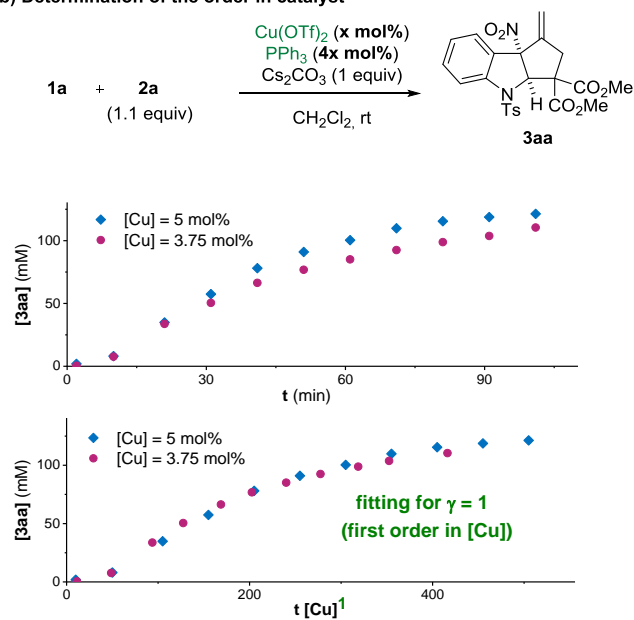 b) Determination of the order in catalyst
Cu(OTf)2 (x mol%)
PPh3 (4x mol%)
Cs2CO3 (1 equiv)
1a + 2a
(1.1 equiv)
CH2Cl2, rt
O2N
N
Ts
H
CO2Me
CO2Me
3aa
[Cu] = 5 mol%
[Cu] = 3.75 mol%
[3aa] (mM)
100
50
0
0 30 60 90
t (min)
[Cu] = 5 mol%
[Cu] = 3.75 mol%
[3aa] (mM)
100
50
0
fitting for γ = 1
(first order in [Cu])
0 200 400
t [Cu]1